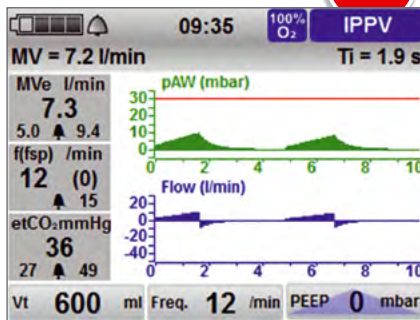 09:35 100% O₂ IPPV
MV = 7.2 l/min Ti = 1.9 s
MVe l/min
7.3
5.0 9.4
f(fsp) /min
12 (0)
15
etCO₂mmHg
36
27 49
pAW (mbar)
30
20
10
0
0 2 4 6 8 10
Flow (l/min)
20
0
-20
-40
0 2 4 6 8 10
Vt 600 ml Freq. 12 /min PEEP 0 mbar